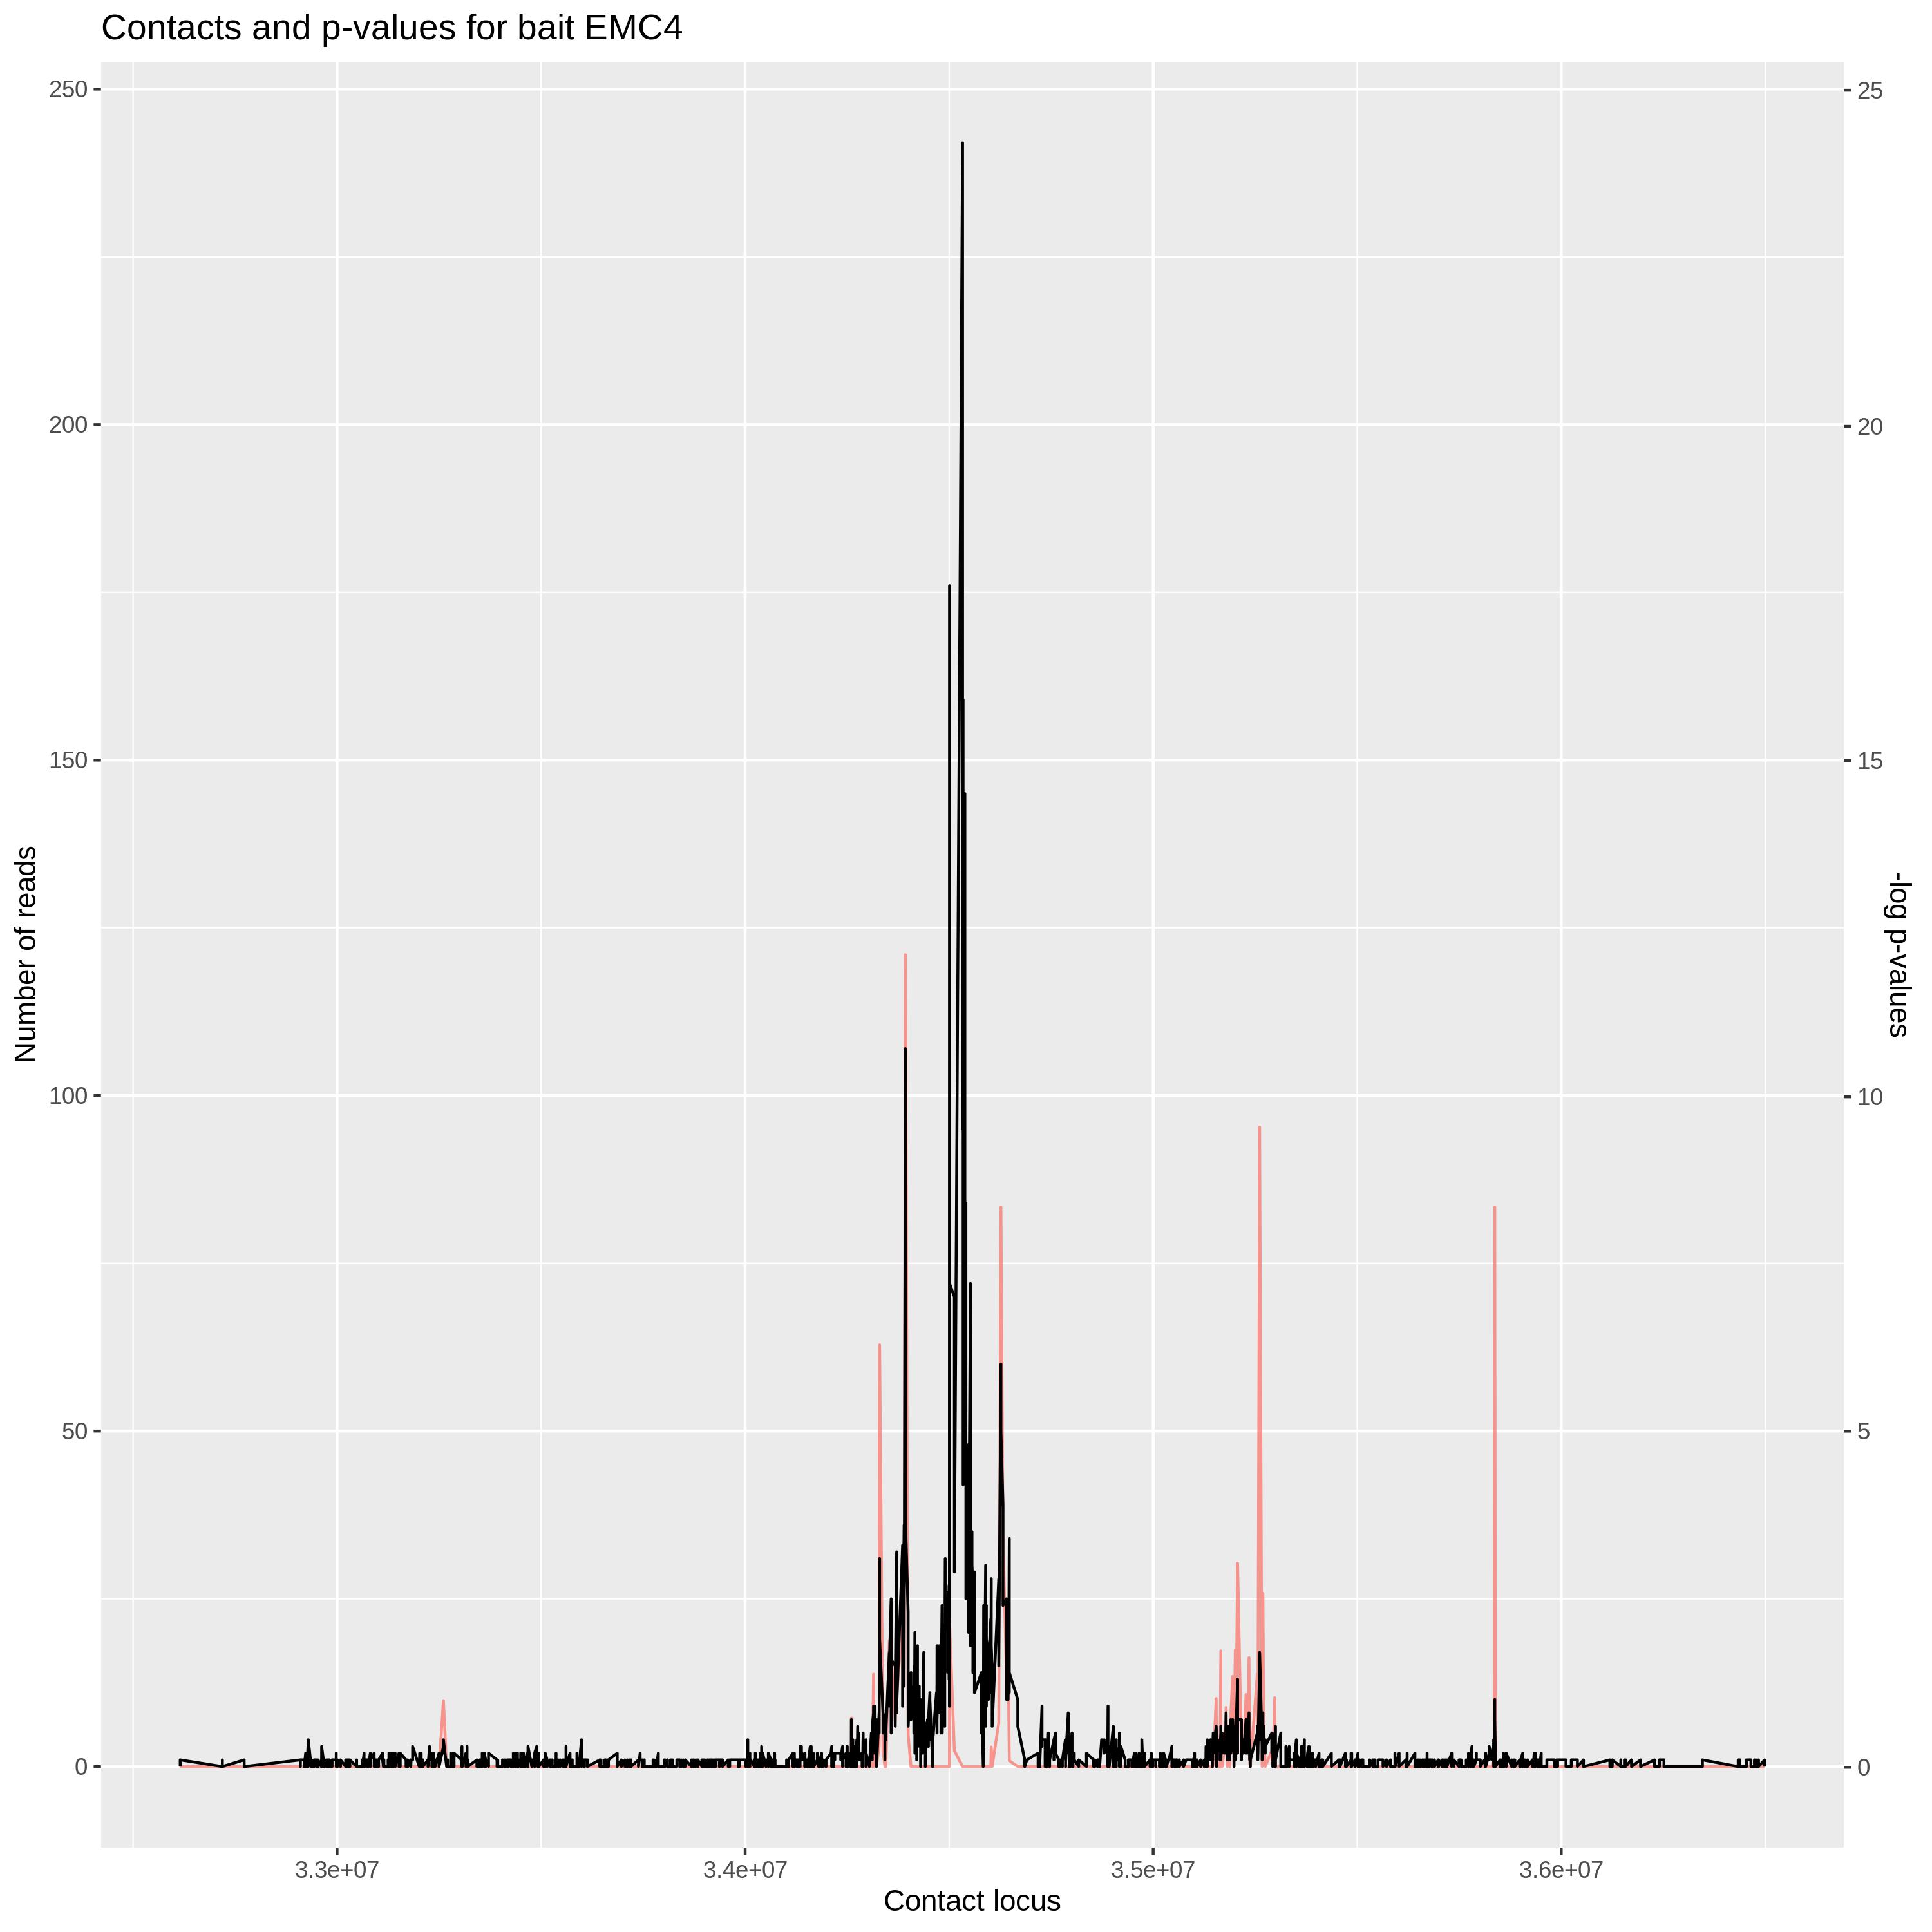 Contacts and p-values for bait EMC4
250
200
150
100
50
0
Number of reads
25
20
15
10
5
0
-log p-values
3.3e+07
3.4e+07
3.5e+07
3.6e+07
Contact locus